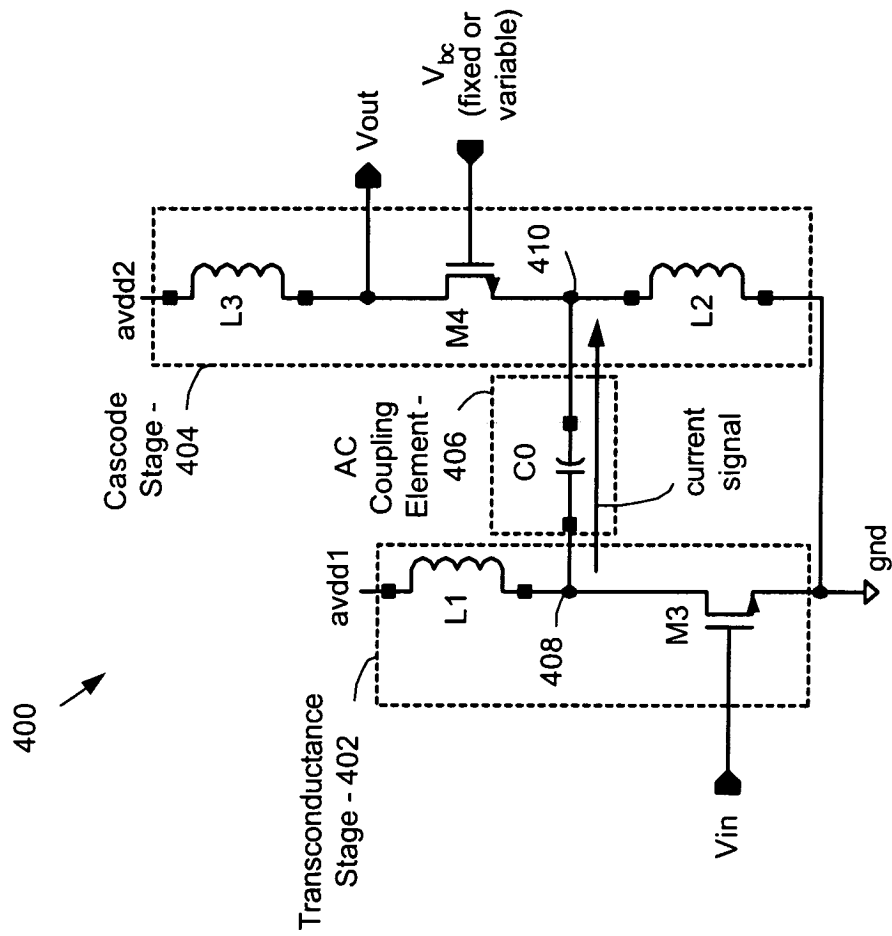 400
Cascode
Stage -
404
avdd2
L3
Vout
M4
Vbc
(fixed or
variable)
410
L2
AC
Coupling
Element -
406
C0
current
signal
Transconductance
Stage - 402
avdd1
L1
408
M3
Vin
gnd